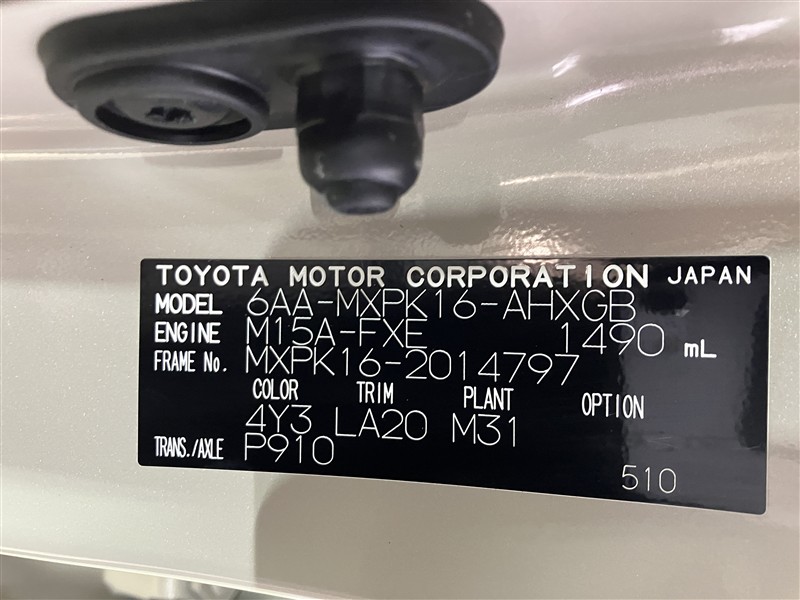 TOYOTA MOTOR CORPORATION JAPAN
MODEL 6AA-MXPK16-AHXGB
ENGINE M15A-FXE 1490 mL
FRAME No. MXPK16-2014797
COLOR TRIM PLANT OPTION
4Y3 LA20 M31
TRANS./AXLE P910
510